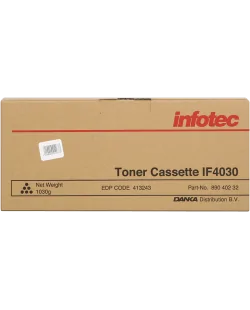 infotec
Toner Cassette IF4030
Net Weight
1030g
EDP CODE: 413243
Part-No. 890 402 32
DANKA Distribution B.V.